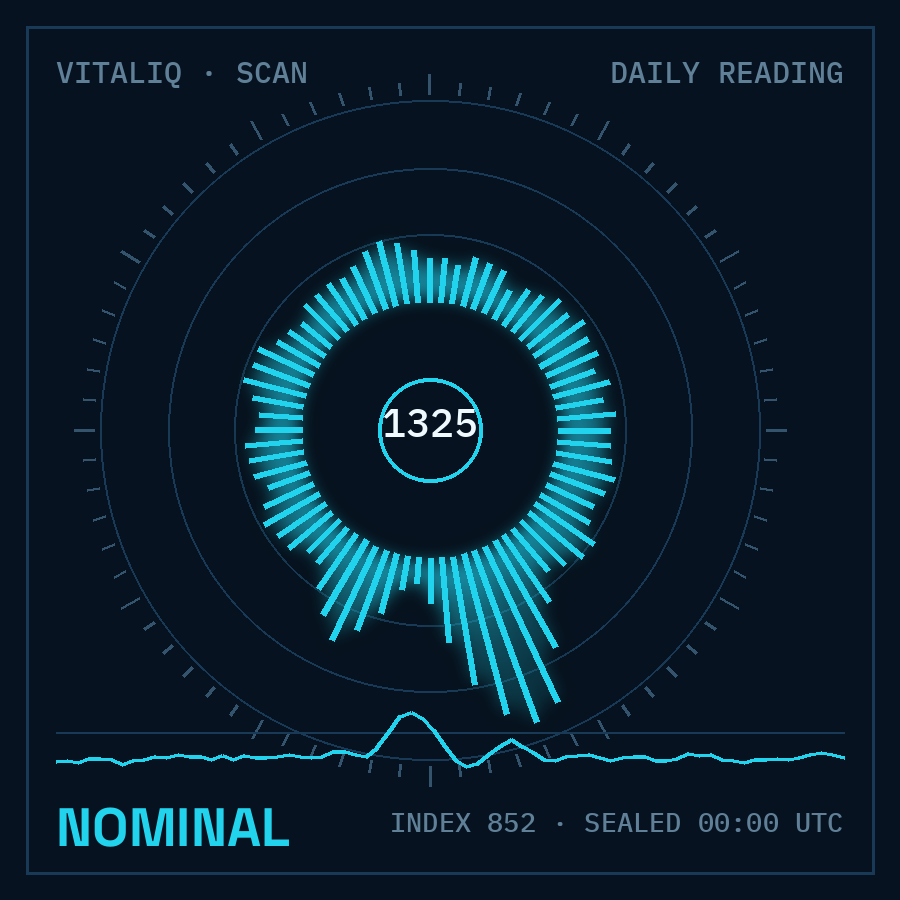 VITALIQ · SCAN
DAILY READING
1325
NOMINAL
INDEX 852 · SEALED 00:00 UTC